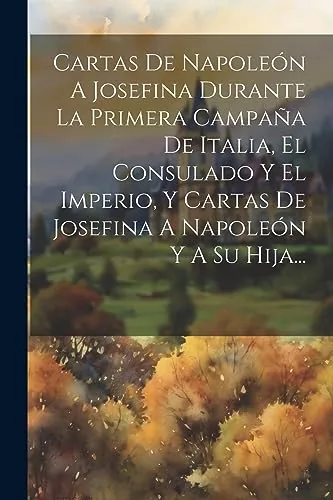 Cartas De Napoleón
A Josefina Durante
La Primera Campaña
De Italia, El
Consulado Y El
Imperio, Y Cartas De
Josefina A Napoleón
Y A Su Hija...